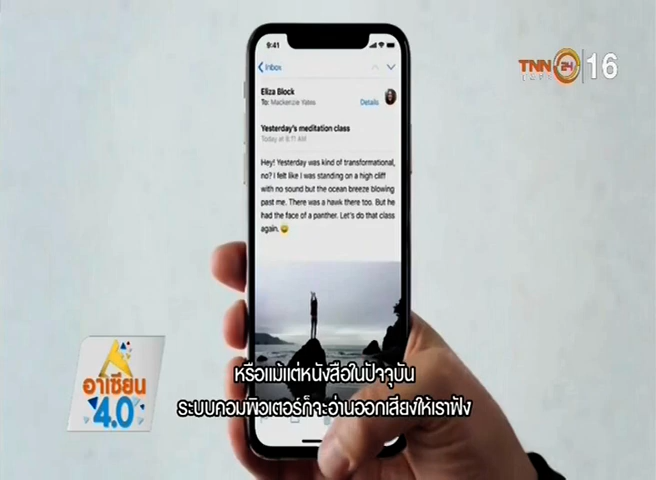 9:41
TNN 24
16
Inbox
Eliza Block
To: Mackenzie Yates
Details
Yesterday's meditation class
Today at 8:11 AM
Hey! Yesterday was kind of transformational,
no? I felt like I was standing on a high cliff
with no sound but the ocean breeze blowing
past me. There was a hawk there too. But he
had the face of a panther. Let's do that class
again. 😀
หรือแม้แต่หนังสือในปัจจุบัน
ระบบคอมพิวเตอร์ก็จะอ่านออกเสียงให้เราฟัง
อาเซียน
4.0